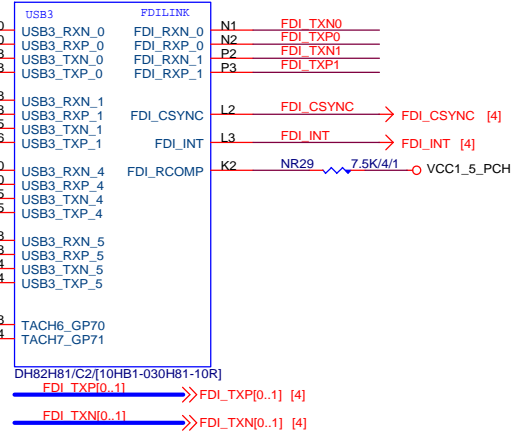 USB3 FDILINK
USB3_RXN_0 FDI_RXN_0 N1 FDI_TXN0
USB3_RXP_0 FDI_RXP_0 N2 FDI_TXP0
USB3_TXN_0 FDI_RXN_1 P2 FDI_TXN1
USB3_TXP_0 FDI_RXP_1 P3 FDI_TXP1
USB3_RXN_1
USB3_RXP_1 FDI_CSYNC L2 FDI_CSYNC FDI_CSYNC [4]
USB3_TXN_1
USB3_TXP_1 FDI_INT L3 FDI_INT FDI_INT [4]
USB3_RXN_4 FDI_RCOMP K2 NR29 7.5K/4/1 VCC1_5_PCH
USB3_RXP_4
USB3_TXN_4
USB3_TXP_4
USB3_RXN_5
USB3_RXP_5
USB3_TXN_5
USB3_TXP_5
TACH6_GP70
TACH7_GP71
DH82H81/C2/[10HB1-030H81-10R]
FDI_TXP[0..1] FDI_TXP[0..1] [4]
FDI_TXN[0..1] FDI_TXN[0..1] [4]